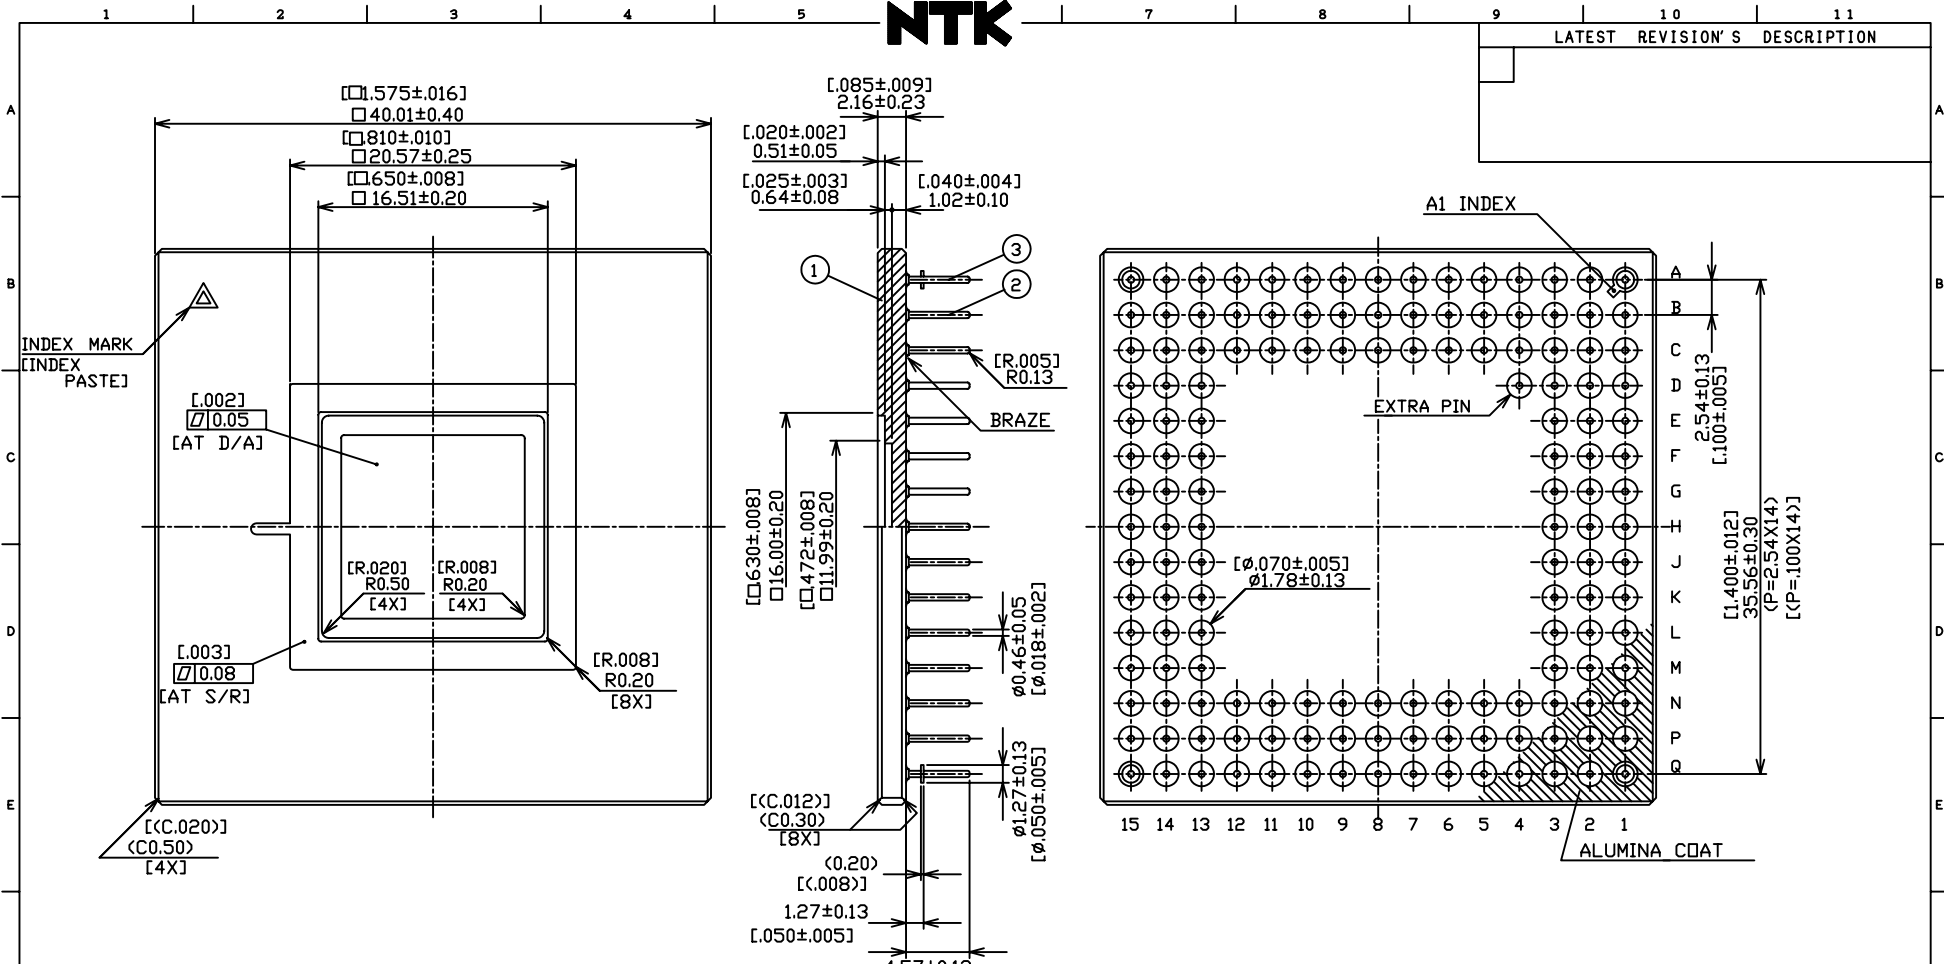 1 2 3 4 5 7 8 9 10 11
NTK
LATEST REVISION'S DESCRIPTION
A
B
C
D
E
A
B
C
D
E
[□1.575±.016]
□40.01±0.40
[□.810±.010]
□20.57±0.25
[□.650±.008]
□16.51±0.20
INDEX MARK
[INDEX
PASTE]
[.002]
0.05
[AT D/A]
[R.020]
R0.50
[4X]
[R.008]
R0.20
[4X]
[.003]
0.08
[AT S/R]
[R.008]
R0.20
[8X]
[(C.020)]
(C0.50)
[4X]
[.085±.009]
2.16±0.23
[.020±.002]
0.51±0.05
[.025±.003]
0.64±0.08
[.040±.004]
1.02±0.10
1
3
2
[R.005]
R0.13
BRAZE
[□.630±.008]
□16.00±0.20
[□.472±.008]
□11.99±0.20
ø0.46±0.05
[ø.018±.002]
ø1.27±0.13
[ø.050±.005]
[(C.012)]
(C0.30)
[8X]
(0.20)
[(.008)]
1.27±0.13
[.050±.005]
A1 INDEX
EXTRA PIN
[ø.070±.005]
ø1.78±0.13
A
B
C
D
E
F
G
H
J
K
L
M
N
P
Q
2.54±0.13
[.100±.005]
[1.400±.012]
35.56±0.30
(P=2.54X14)
[(P=.100X14)]
15 14 13 12 11 10 9 8 7 6 5 4 3 2 1
ALUMINA COAT